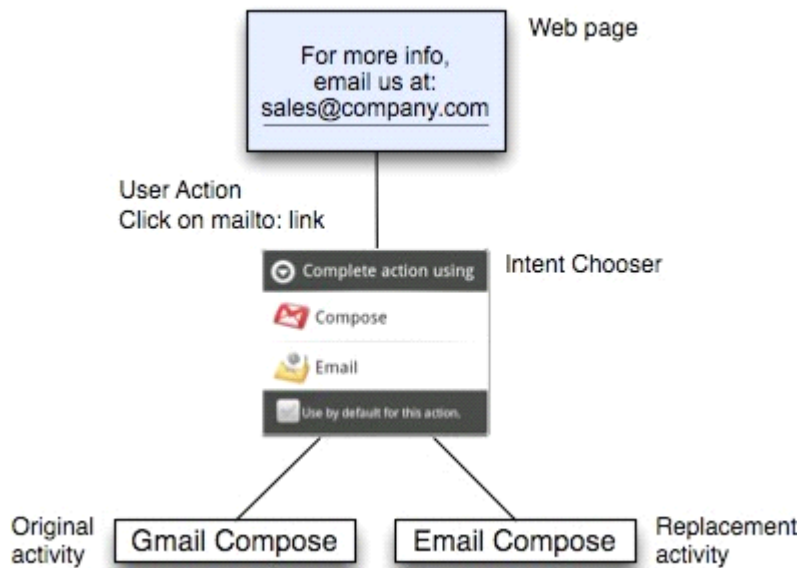 Web page
For more info,
email us at:
sales@company.com
User Action
Click on mailto: link
Intent Chooser
Complete action using
Compose
Email
Use by default for this action.
Original
activity
Gmail Compose
Email Compose
Replacement
activity